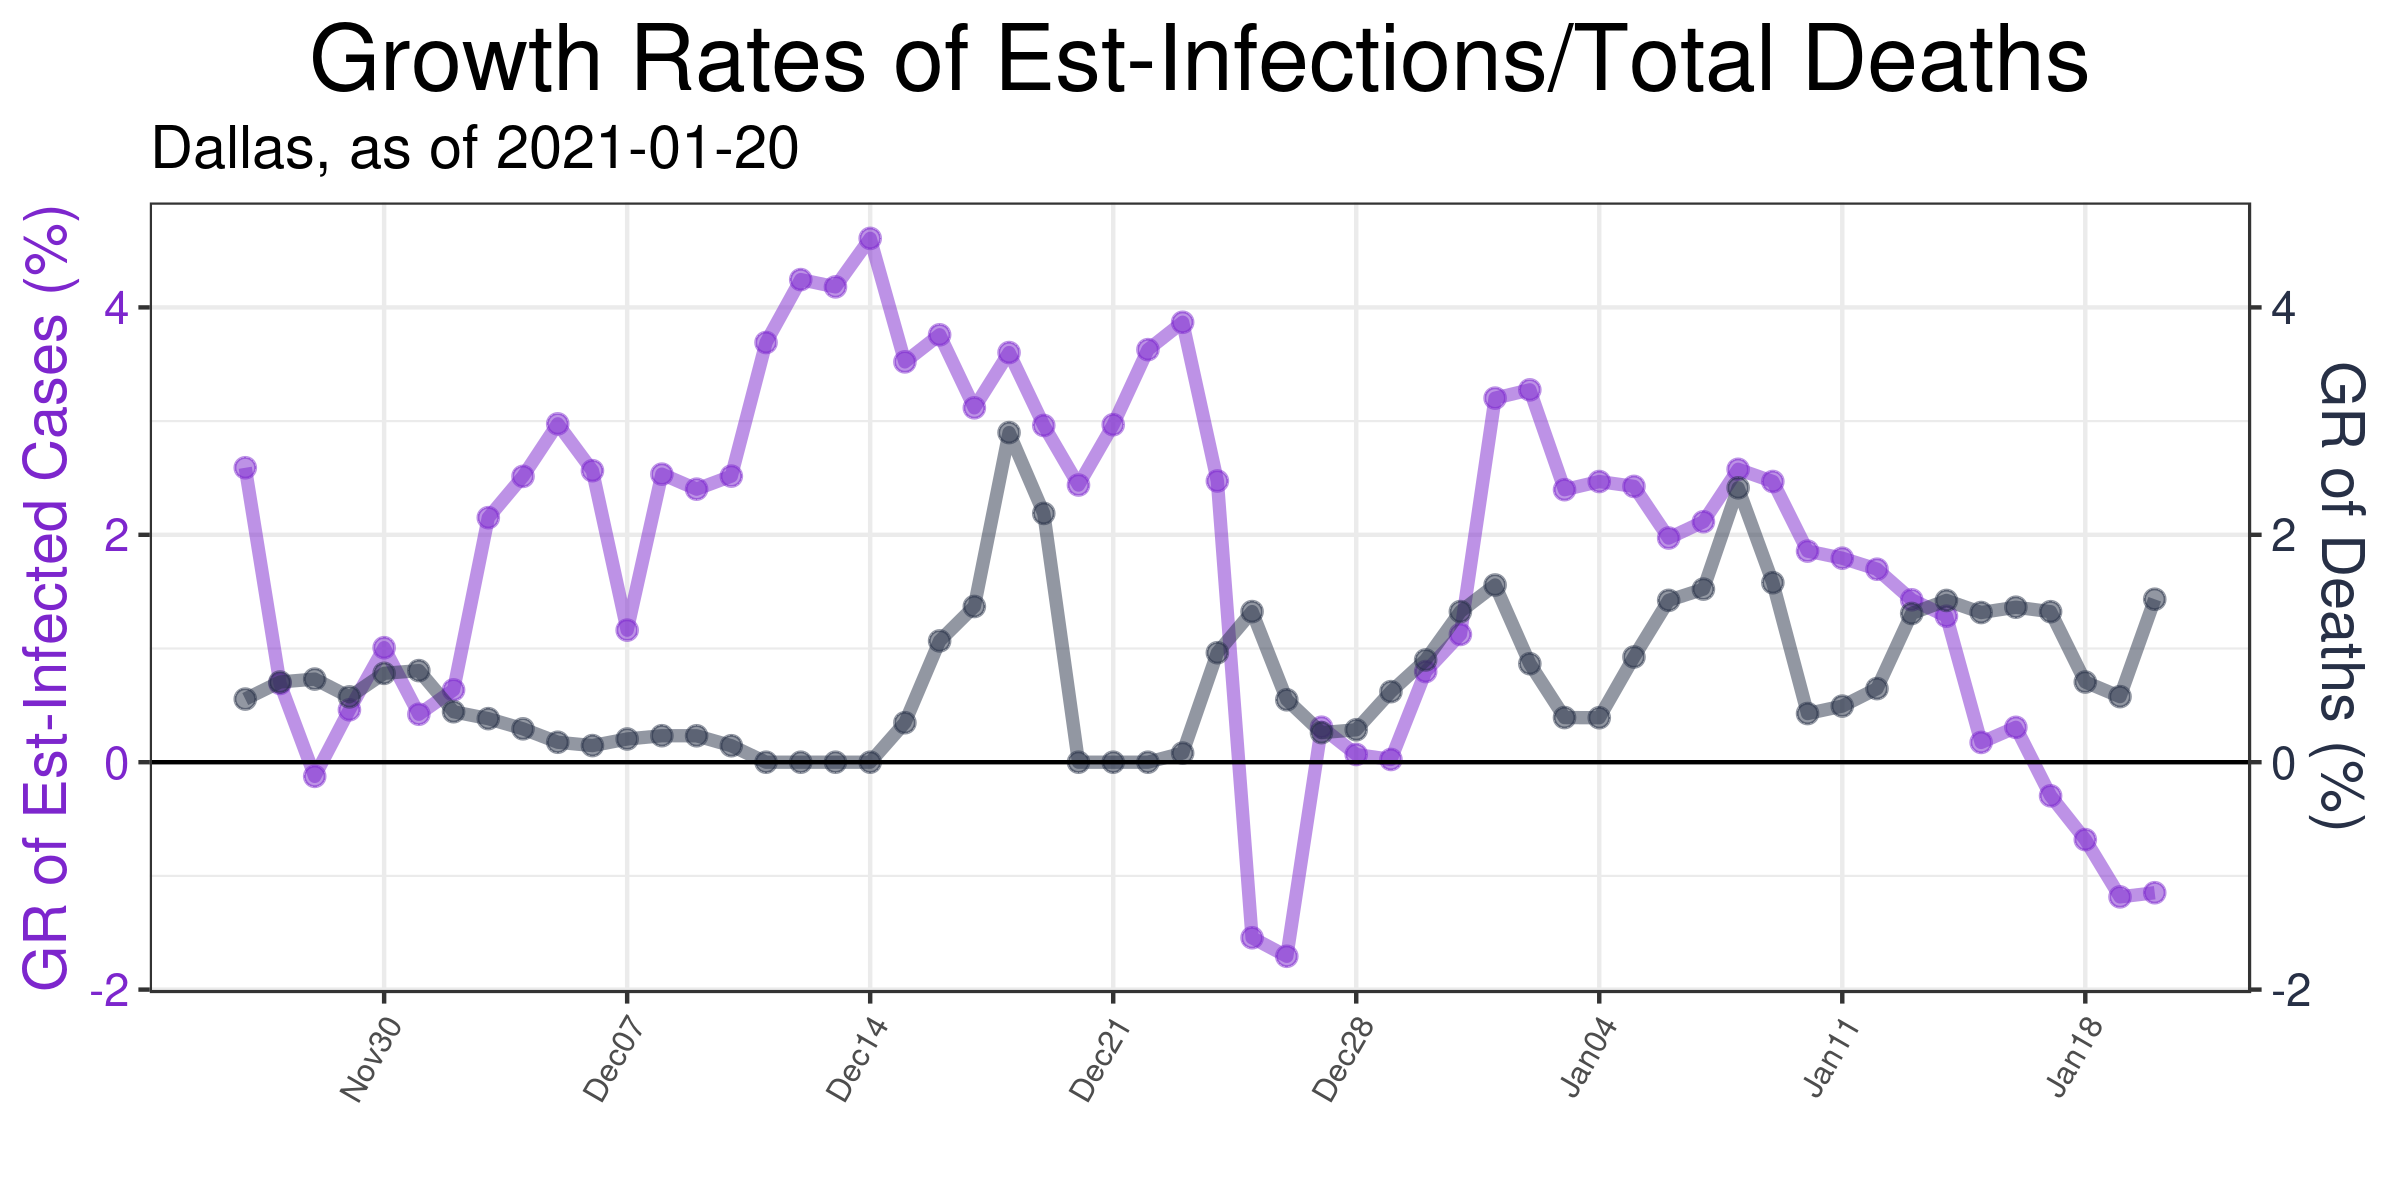 Growth Rates of Est-Infections/Total Deaths
Dallas, as of 2021-01-20
GR of Est-Infected Cases (%)
4
2
0
-2
4
2
0
-2
GR of Deaths (%)
Nov30
Dec07
Dec14
Dec21
Dec28
Jan04
Jan11
Jan18